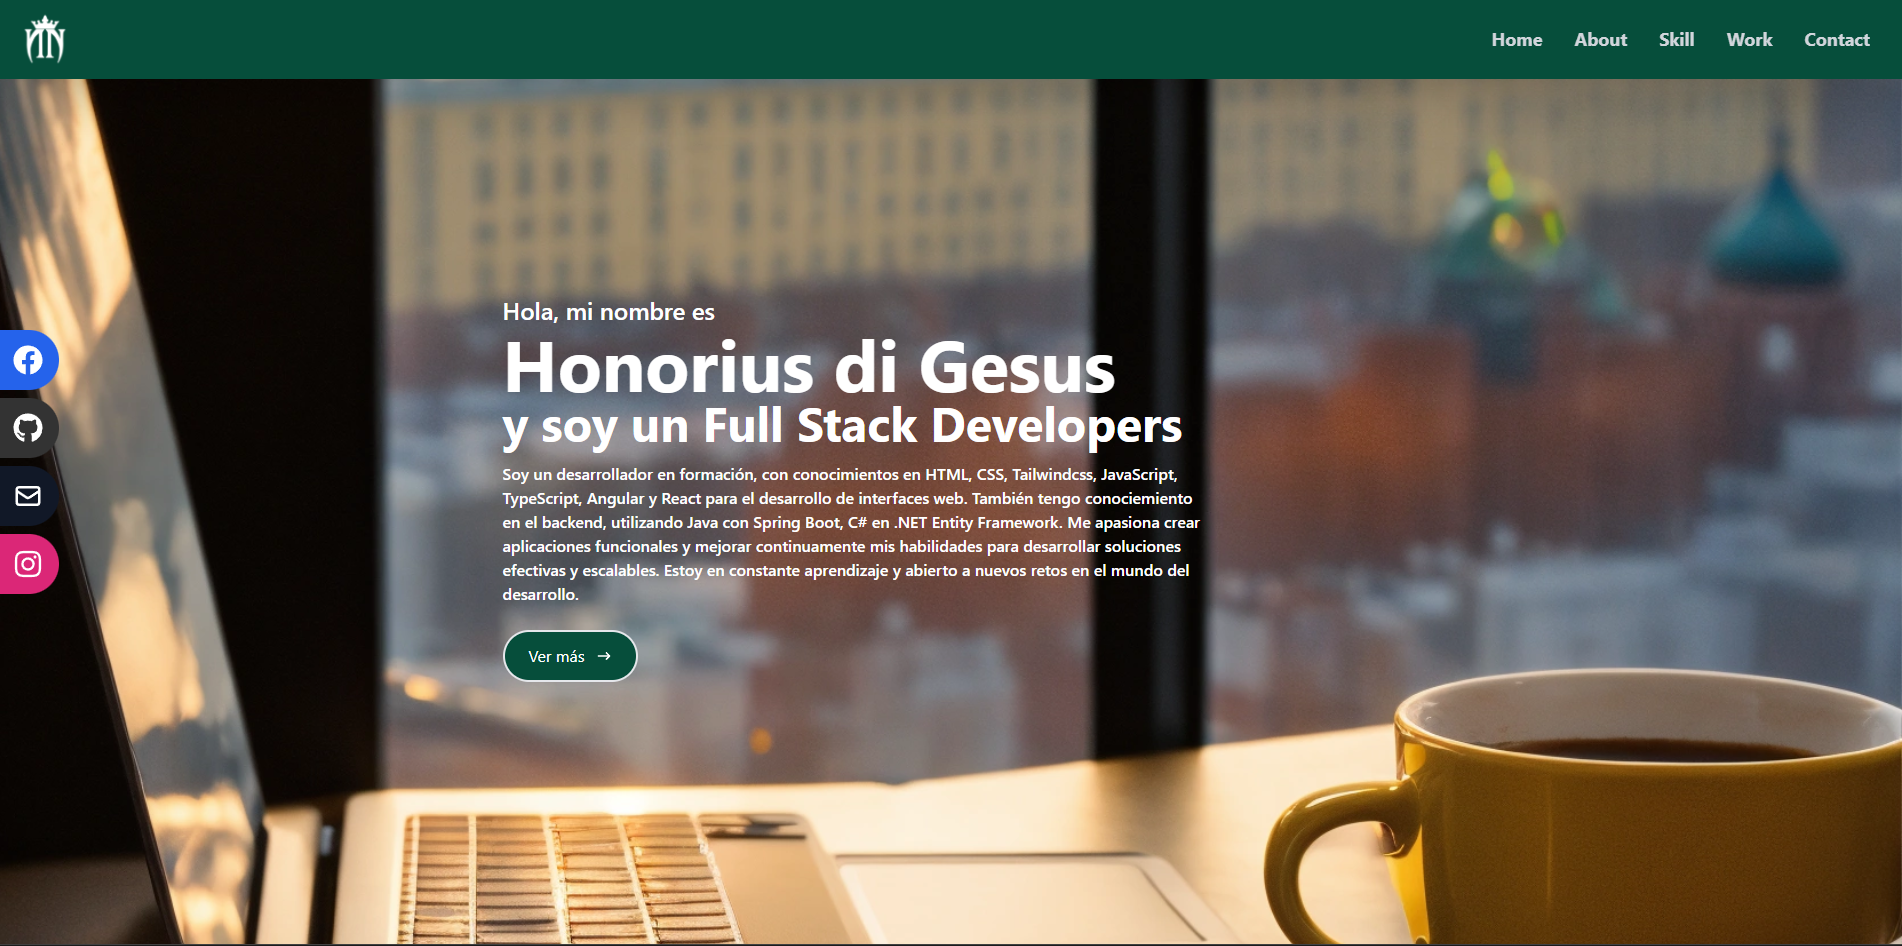 Home About Skill Work Contact
Hola, mi nombre es
Honorius di Gesus
y soy un Full Stack Developers
Soy un desarrollador en formación, con conocimientos en HTML, CSS, Tailwindcss, JavaScript,
TypeScript, Angular y React para el desarrollo de interfaces web. También tengo conociemiento
en el backend, utilizando Java con Spring Boot, C# en .NET Entity Framework. Me apasiona crear
aplicaciones funcionales y mejorar continuamente mis habilidades para desarrollar soluciones
efectivas y escalables. Estoy en constante aprendizaje y abierto a nuevos retos en el mundo del
desarrollo.
Ver más →